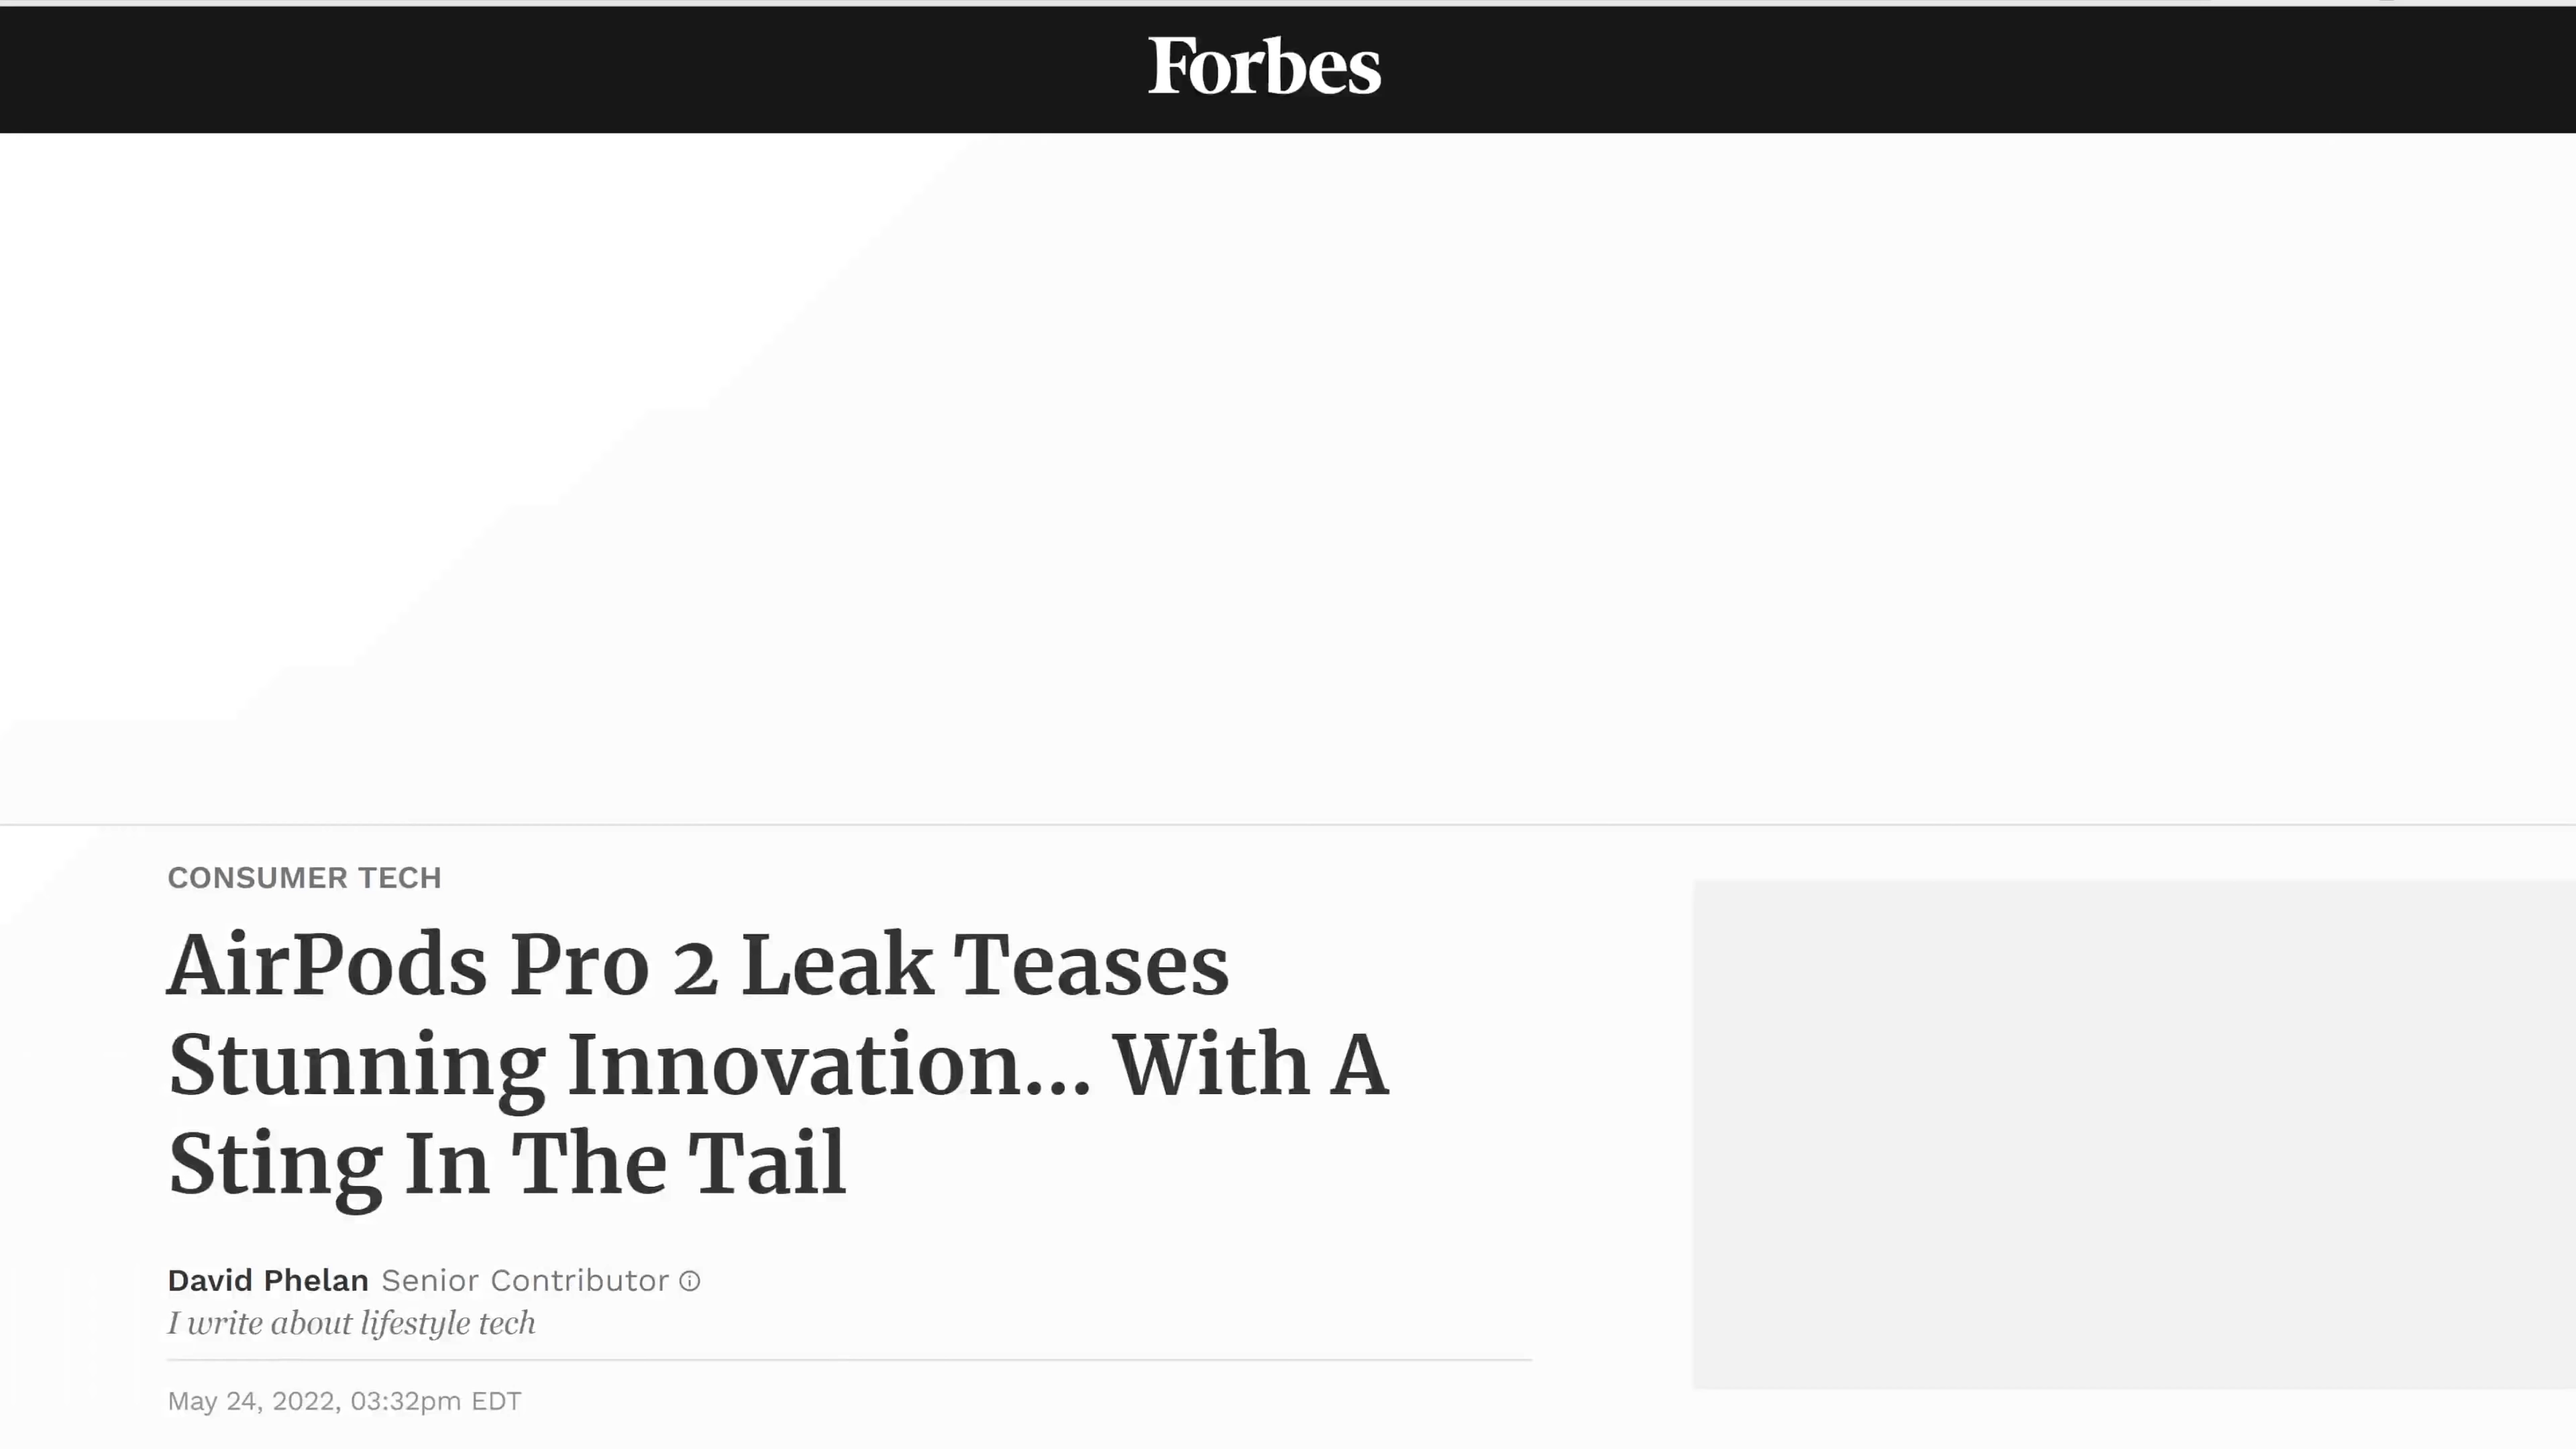 Forbes
CONSUMER TECH
AirPods Pro 2 Leak Teases
Stunning Innovation... With A
Sting In The Tail
David Phelan Senior Contributor
I write about lifestyle tech
May 24, 2022, 03:32pm EDT